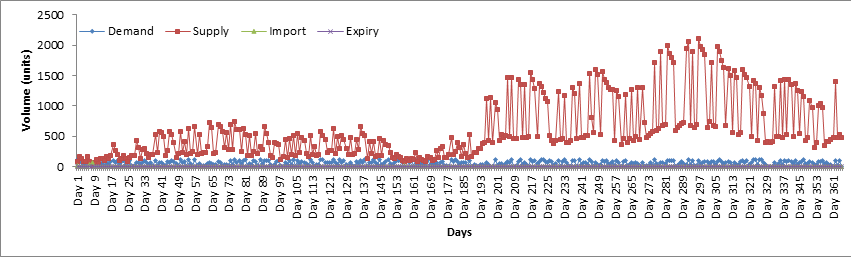 2500
Demand Supply Import Expiry
2000
1500
1000
500
0
Volume (units)
Day 1 Day 9 Day 17 Day 25 Day 33 Day 41 Day 49 Day 57 Day 65 Day 73 Day 81 Day 89 Day 97 Day 105 Day 113 Day 121 Day 129 Day 137 Day 145 Day 153 Day 161 Day 169 Day 177 Day 185 Day 193 Day 201 Day 209 Day 217 Day 225 Day 233 Day 241 Day 249 Day 257 Day 265 Day 273 Day 281 Day 289 Day 297 Day 305 Day 313 Day 321 Day 329 Day 337 Day 345 Day 353 Day 361
Days